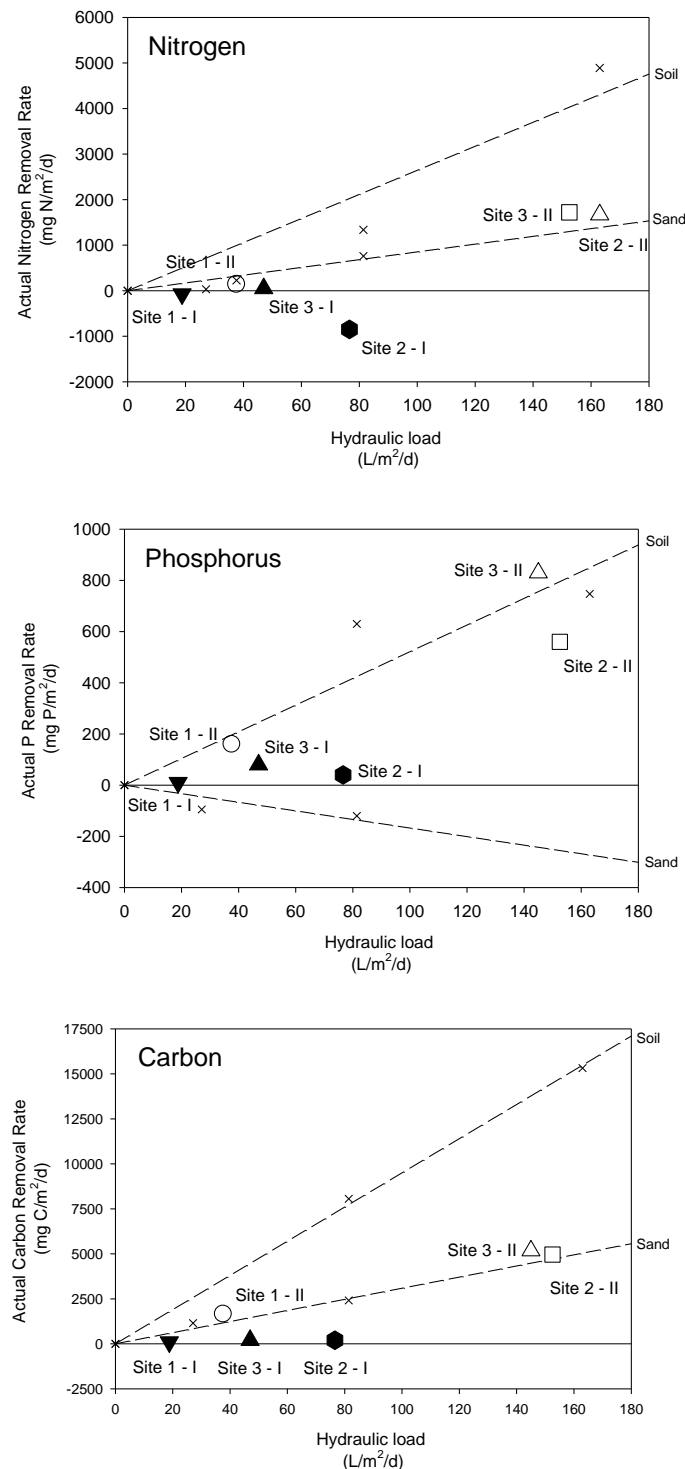 Nitrogen
6000
5000
4000
3000
2000
1000
0
-1000
-2000
Actual Nitrogen Removal Rate
(mg N/m²/d)
Soil
Site 3 - II
Sand
Site 2 - II
Site 1 - II
Site 1 - I
Site 3 - I
Site 2 - I
0 20 40 60 80 100 120 140 160 180
Hydraulic load
(L/m²/d)
Phosphorus
1000
800
600
400
200
0
-200
-400
Actual P Removal Rate
(mg P/m²/d)
Soil
Site 3 - II
Site 2 - II
Site 1 - II
Site 3 - I
Site 2 - I
Site 1 - I
Sand
0 20 40 60 80 100 120 140 160 180
Hydraulic load
(L/m²/d)
Carbon
17500
15000
12500
10000
7500
5000
2500
0
-2500
Actual Carbon Removal Rate
(mg C/m²/d)
Soil
Sand
Site 3 - II
Site 2 - II
Site 1 - II
Site 1 - I
Site 3 - I
Site 2 - I
0 20 40 60 80 100 120 140 160 180
Hydraulic load
(L/m²/d)